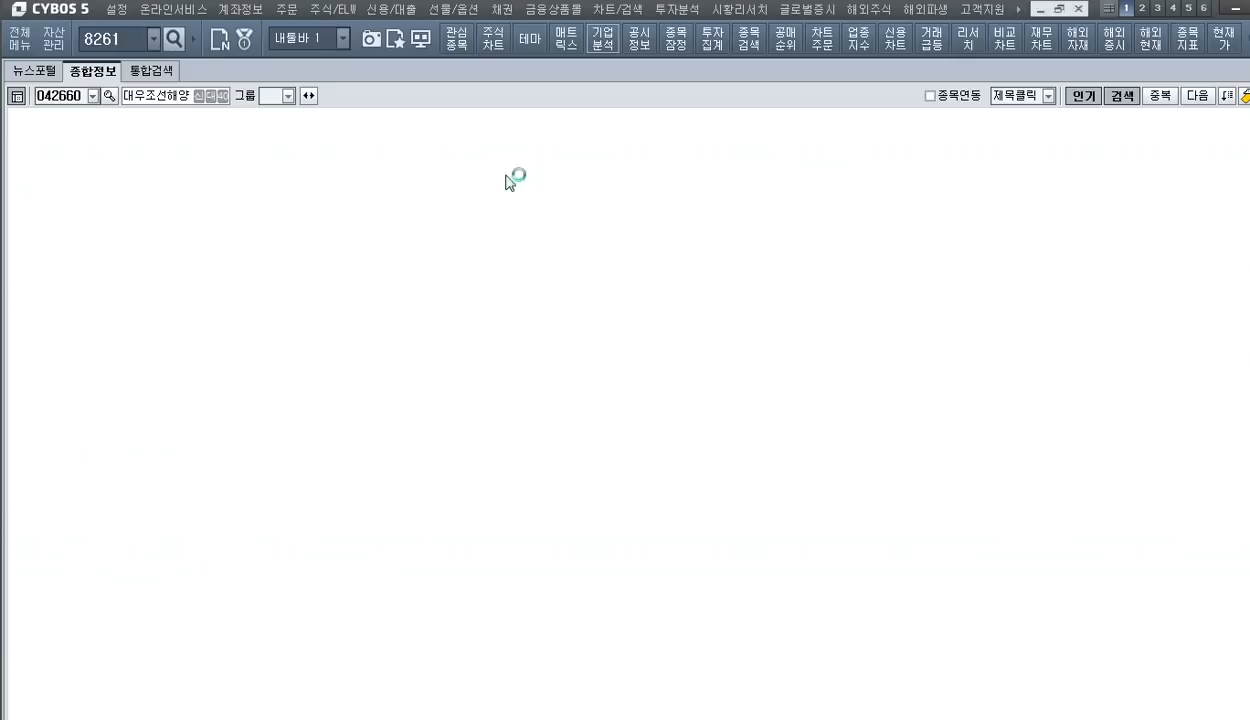 CYBOS 5 설정 온라인서비스 계좌정보 주문 주식/ELW 신용/대출 선물/옵션 채권 금융상품몰 차트/검색 투자분석 시황리서치 글로벌증시 해외주식 해외파생 고객지원 1 2 3 4 5 6
전체메뉴 자산관리 8261 내툴바 1 관심종목 주식차트 테마 매트릭스 기업분석 공시정보 종목잠정 투자집계 종목검색 공매순위 차트주문 업종지수 신용차트 거래급등 리서치 비교차트 재무차트 해외자재 해외증시 해외현재 종목지표 현재가
뉴스포털 종합정보 통합검색
042660 대우조선해양 신 대 40 그룹 종목연동 제목클릭 인기 검색 중복 다음